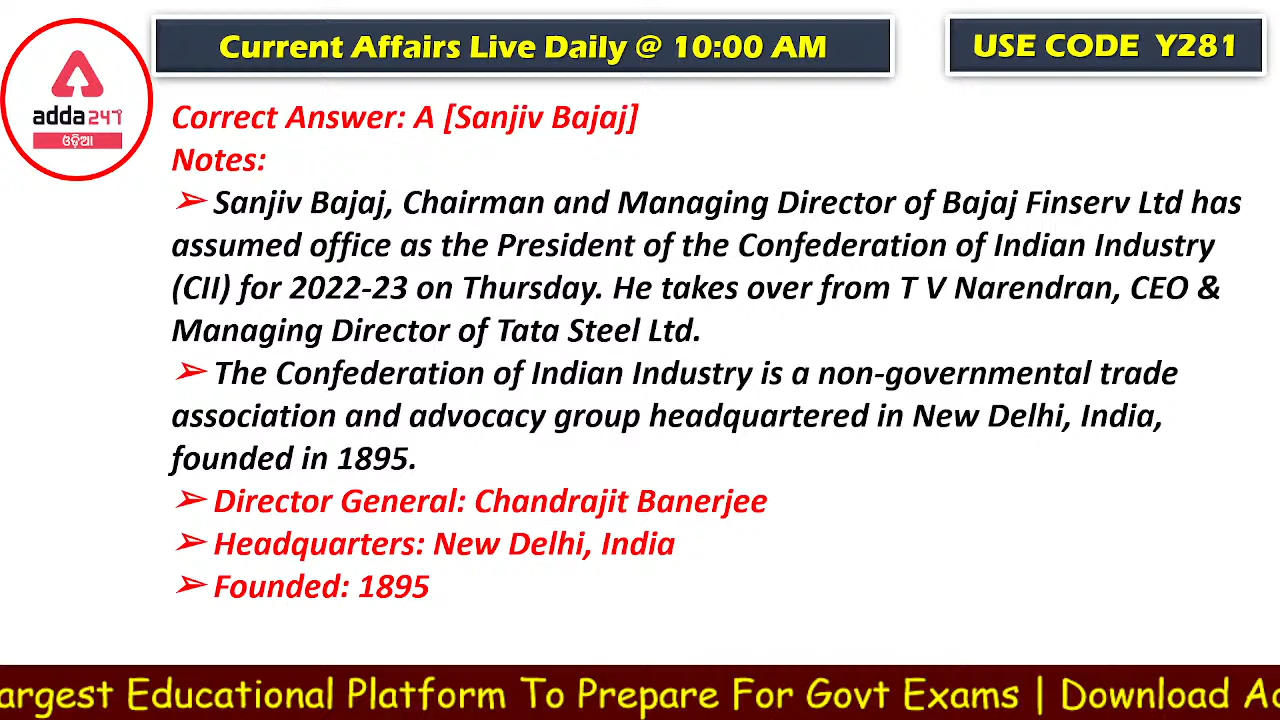 Current Affairs Live Daily @ 10:00 AM
USE CODE Y281
adda247
ଓଡ଼ିଆ
Correct Answer: A [Sanjiv Bajaj]
Notes:
➢ Sanjiv Bajaj, Chairman and Managing Director of Bajaj Finserv Ltd has
assumed office as the President of the Confederation of Indian Industry
(CII) for 2022-23 on Thursday. He takes over from T V Narendran, CEO &
Managing Director of Tata Steel Ltd.
➢ The Confederation of Indian Industry is a non-governmental trade
association and advocacy group headquartered in New Delhi, India,
founded in 1895.
➢ Director General: Chandrajit Banerjee
➢ Headquarters: New Delhi, India
➢ Founded: 1895
argest Educational Platform To Prepare For Govt Exams | Download Ad